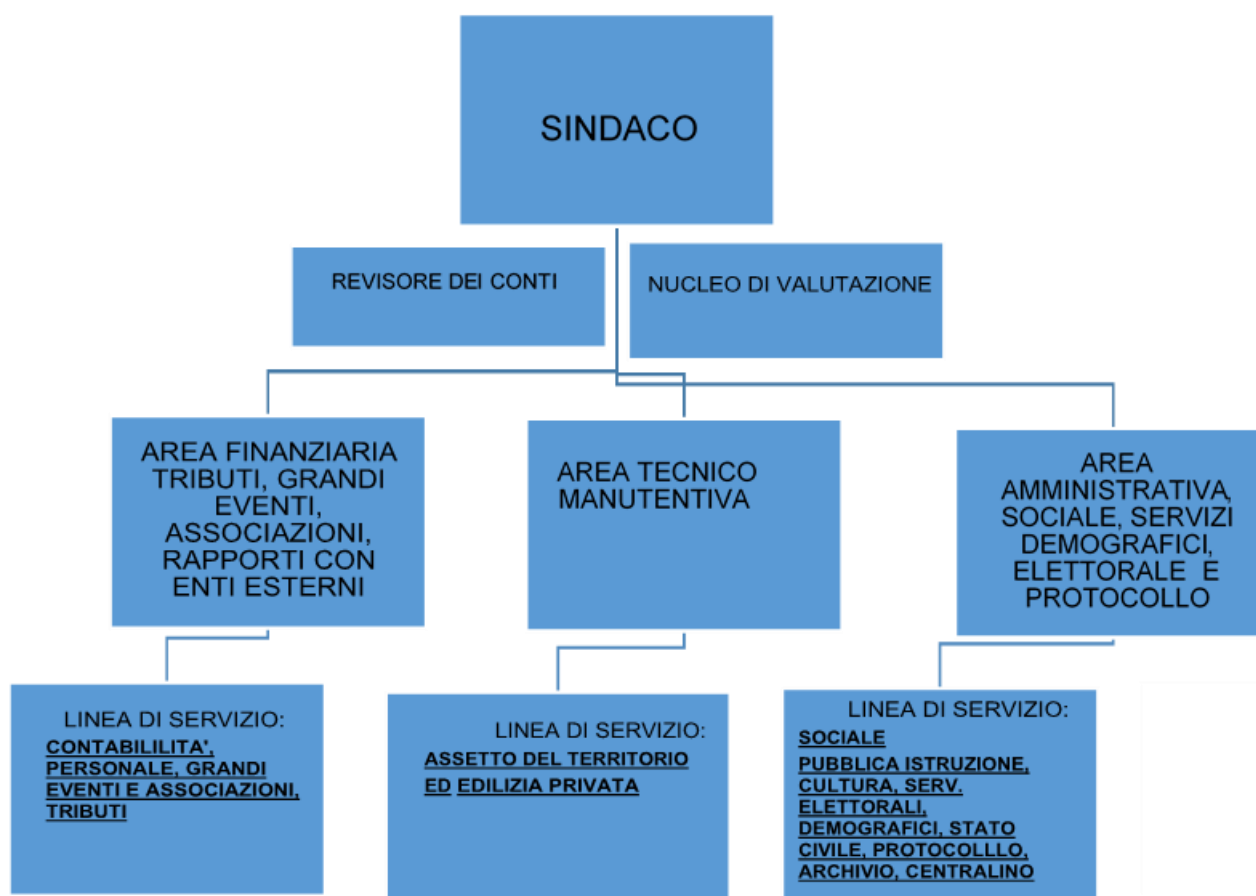 SINDACO
REVISORE DEI CONTI
NUCLEO DI VALUTAZIONE
AREA FINANZIARIA
TRIBUTI, GRANDI
EVENTI,
ASSOCIAZIONI,
RAPPORTI CON
ENTI ESTERNI
AREA TECNICO
MANUTENTIVA
AREA
AMMINISTRATIVA,
SOCIALE, SERVIZI
DEMOGRAFICI,
ELETTORALE E
PROTOCOLLO
LINEA DI SERVIZIO:
CONTABILILITA',
PERSONALE, GRANDI
EVENTI E ASSOCIAZIONI,
TRIBUTI
LINEA DI SERVIZIO:
ASSETTO DEL TERRITORIO
ED EDILIZIA PRIVATA
LINEA DI SERVIZIO:
SOCIALE
PUBBLICA ISTRUZIONE,
CULTURA, SERV.
ELETTORALI,
DEMOGRAFICI, STATO
CIVILE, PROTOCOLLLO,
ARCHIVIO, CENTRALINO